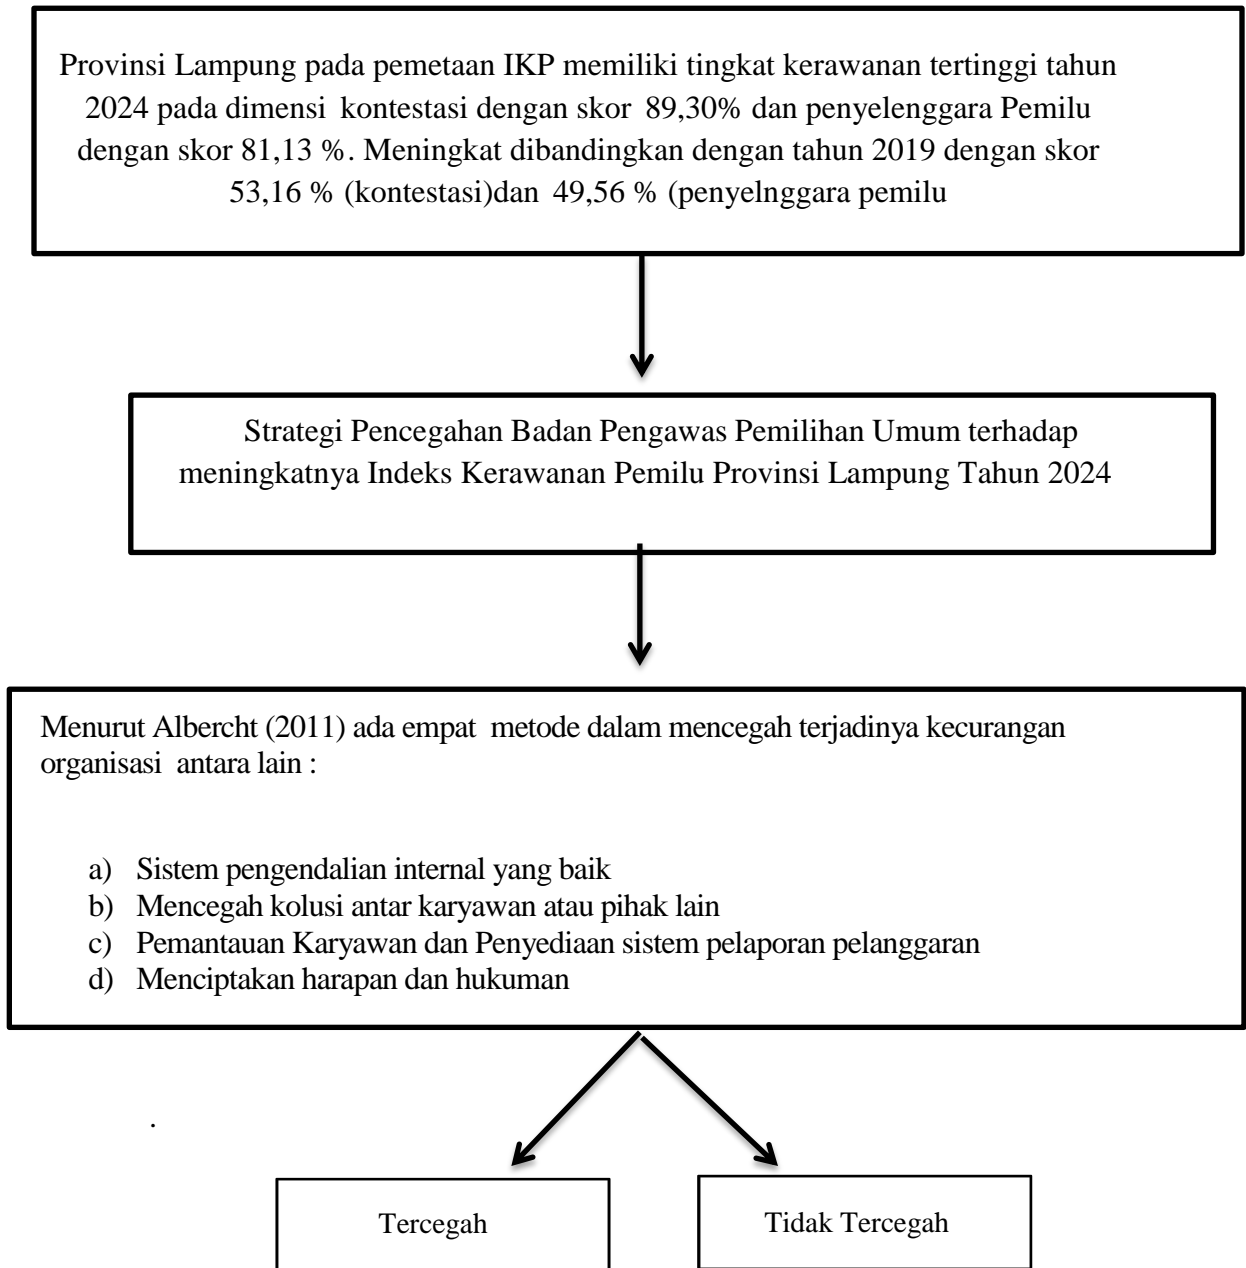 Provinsi Lampung pada pemetaan IKP memiliki tingkat kerawanan tertinggi tahun
2024 pada dimensi kontestasi dengan skor 89,30% dan penyelenggara Pemilu
dengan skor 81,13 %. Meningkat dibandingkan dengan tahun 2019 dengan skor
53,16 % (kontestasi)dan 49,56 % (penyelnggara pemilu
Strategi Pencegahan Badan Pengawas Pemilihan Umum terhadap
meningkatnya Indeks Kerawanan Pemilu Provinsi Lampung Tahun 2024
Menurut Albercht (2011) ada empat metode dalam mencegah terjadinya kecurangan
organisasi antara lain :
a) Sistem pengendalian internal yang baik
b) Mencegah kolusi antar karyawan atau pihak lain
c) Pemantauan Karyawan dan Penyediaan sistem pelaporan pelanggaran
d) Menciptakan harapan dan hukuman
.
Tercegah
Tidak Tercegah